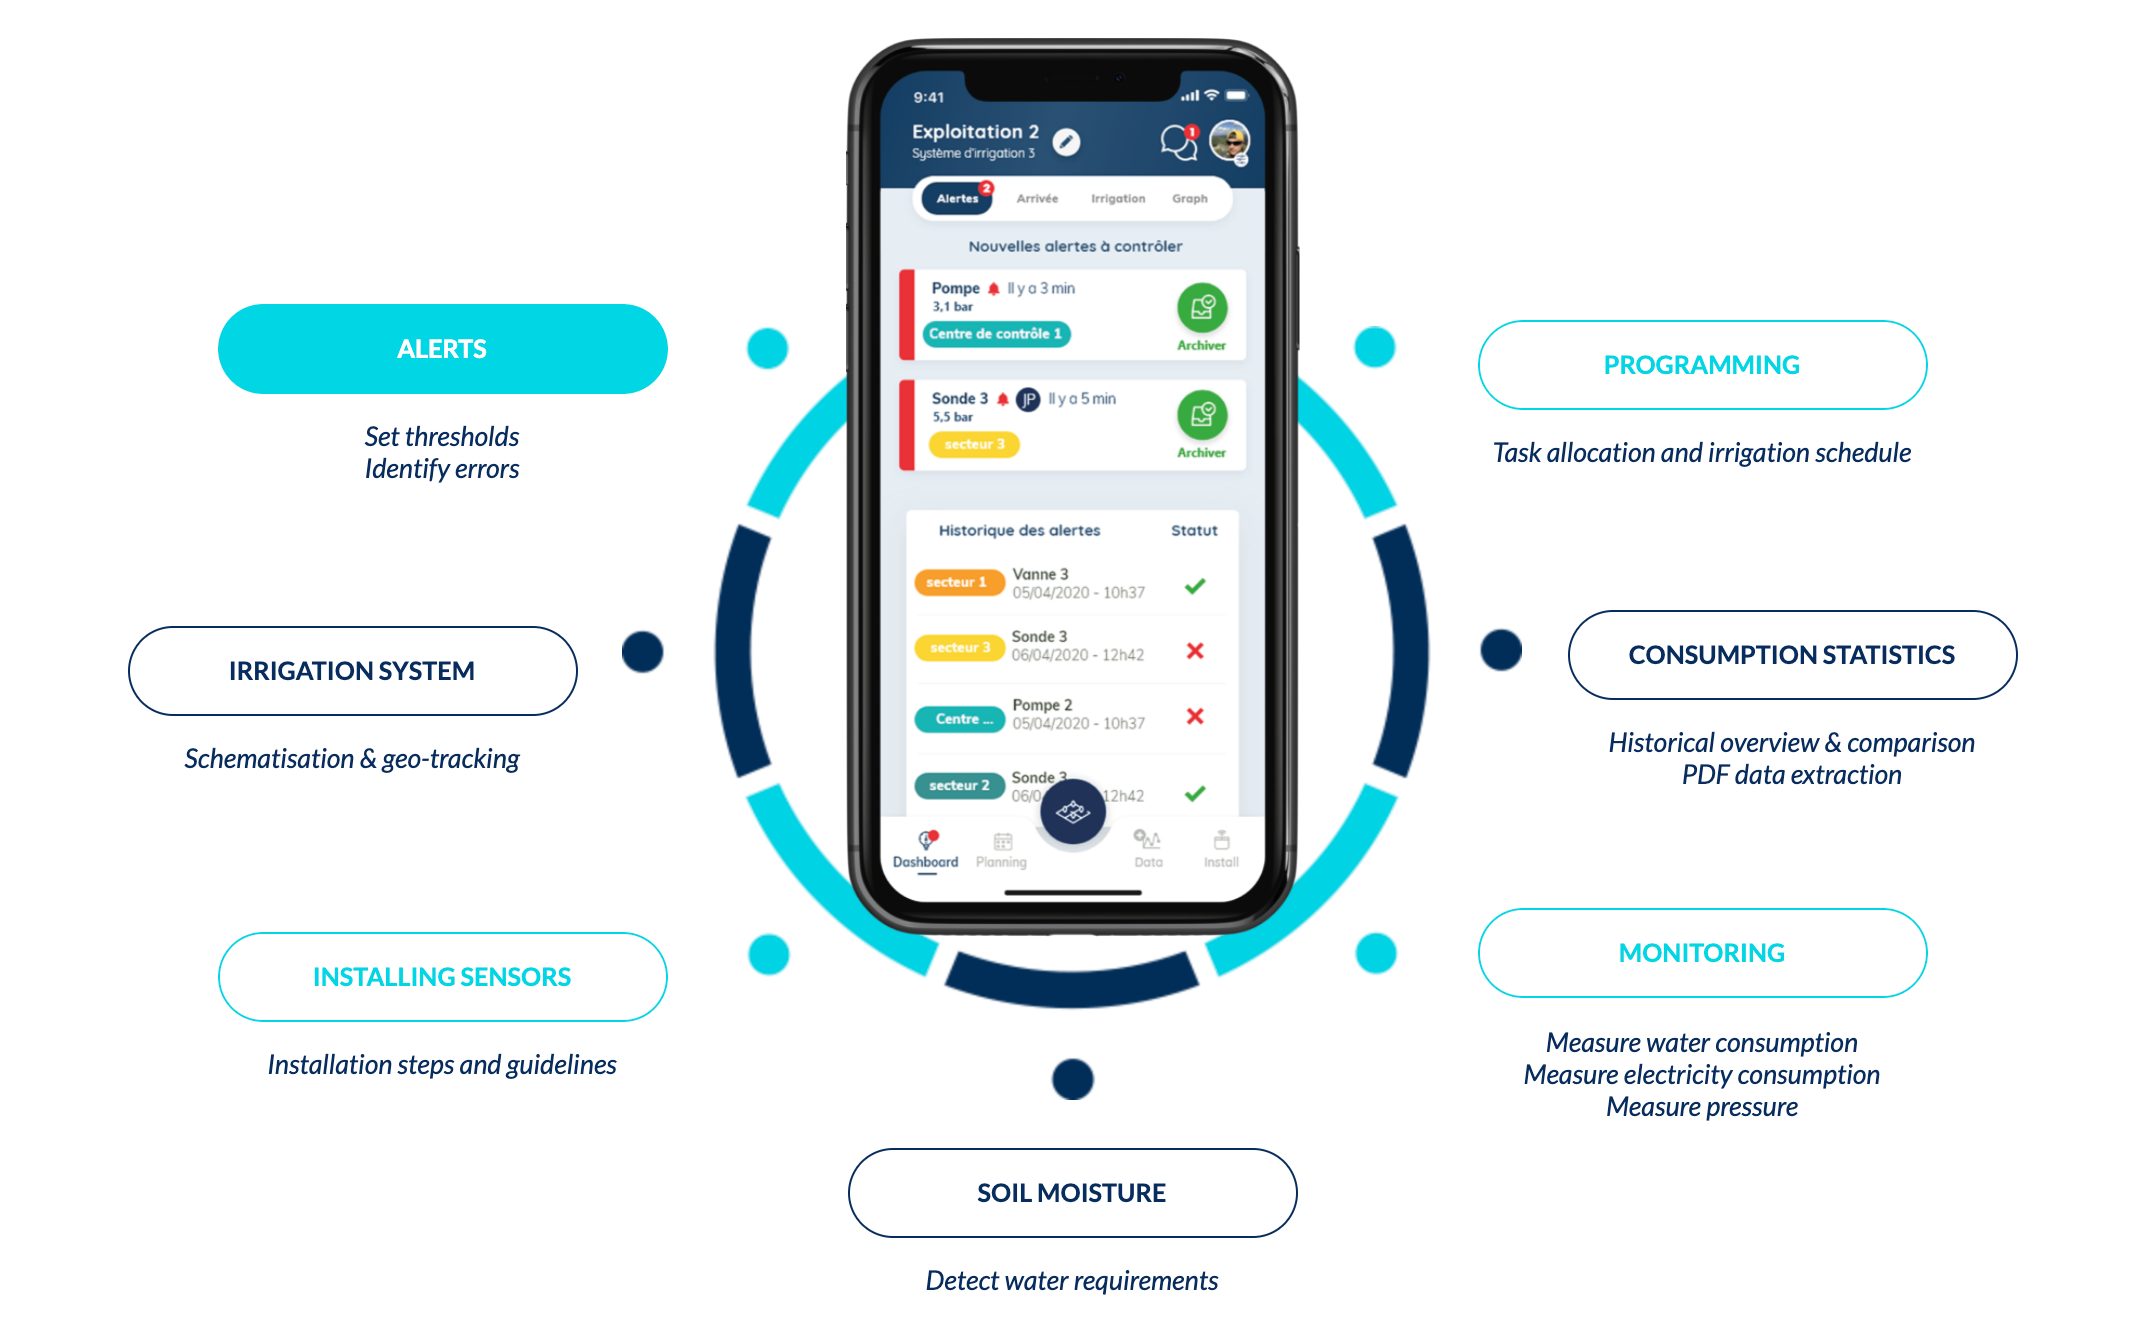 9:41
Exploitation 2
Système d'irrigation 3
1
Alertes
2
Arrivée
Irrigation
Graph
Nouvelles alertes à contrôler
Pompe Il y a 3 min
3,1 bar
Centre de contrôle 1
Archiver
Sonde 3 JP Il y a 5 min
5,5 bar
secteur 3
Archiver
Historique des alertes Statut
secteur 1
Vanne 3
05/04/2020 - 10h37
secteur 3
Sonde 3
06/04/2020 - 12h42
Centre ...
Pompe 2
05/04/2020 - 10h37
secteur 2
Sonde 3
06/0 12h42
Dashboard
Planning
Data
Install
ALERTS
Set thresholds
Identify errors
IRRIGATION SYSTEM
Schematisation & geo-tracking
INSTALLING SENSORS
Installation steps and guidelines
SOIL MOISTURE
Detect water requirements
PROGRAMMING
Task allocation and irrigation schedule
CONSUMPTION STATISTICS
Historical overview & comparison
PDF data extraction
MONITORING
Measure water consumption
Measure electricity consumption
Measure pressure